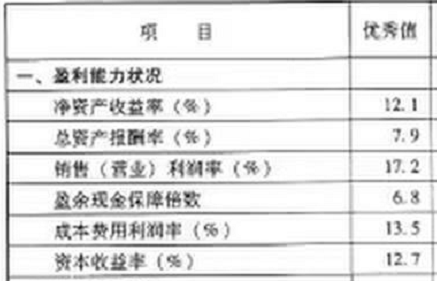 项 目 优秀值
一、盈利能力状况
净资产收益率（%） 12.1
总资产报酬率（%） 7.9
销售（营业）利润率（%） 17.2
盈余现金保障倍数 6.8
成本费用利润率（%） 13.5
资本收益率（%） 12.7